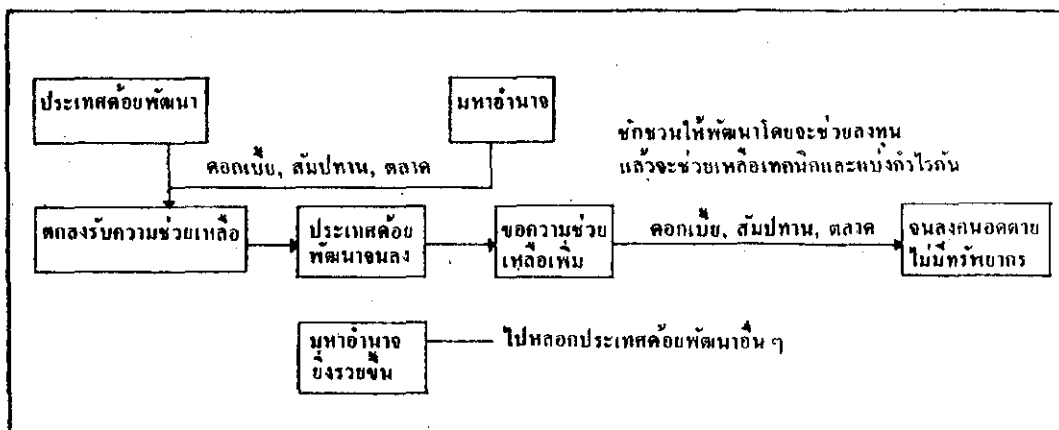 ประเทศด้อยพัฒนา
มหาอำนาจ
ชักชวนให้พัฒนาโดยจะช่วยลงทุน
แล้วจะช่วยเหลือเทคนิคและแบ่งกำไรกัน
ดอกเบี้ย, สัมปทาน, ตลาด
ตกลงรับความช่วยเหลือ
ประเทศด้อย
พัฒนาจนลง
ขอความช่วย
เหลือเพิ่ม
ดอกเบี้ย, สัมปทาน, ตลาด
จนลงจนอดตาย
ไม่มีทรัพยากร
มหาอำนาจ
ยิ่งรวยขึ้น
ไปหลอกประเทศด้อยพัฒนาอื่น ๆ